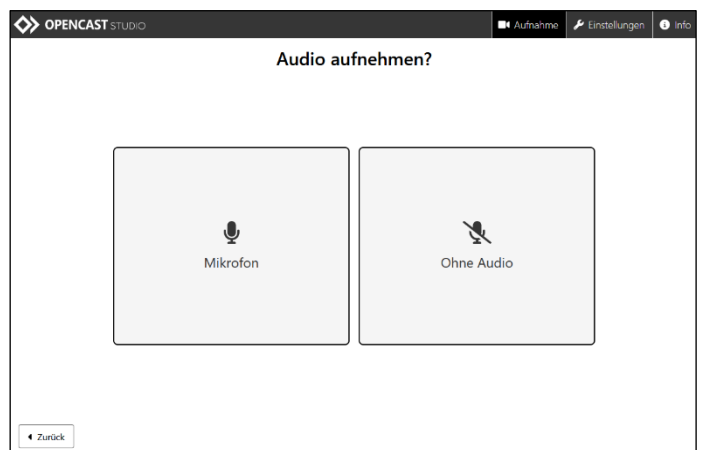 OPENCAST STUDIO
Aufnahme
Einstellungen
Info
Audio aufnehmen?
Mikrofon
Ohne Audio
Zurück